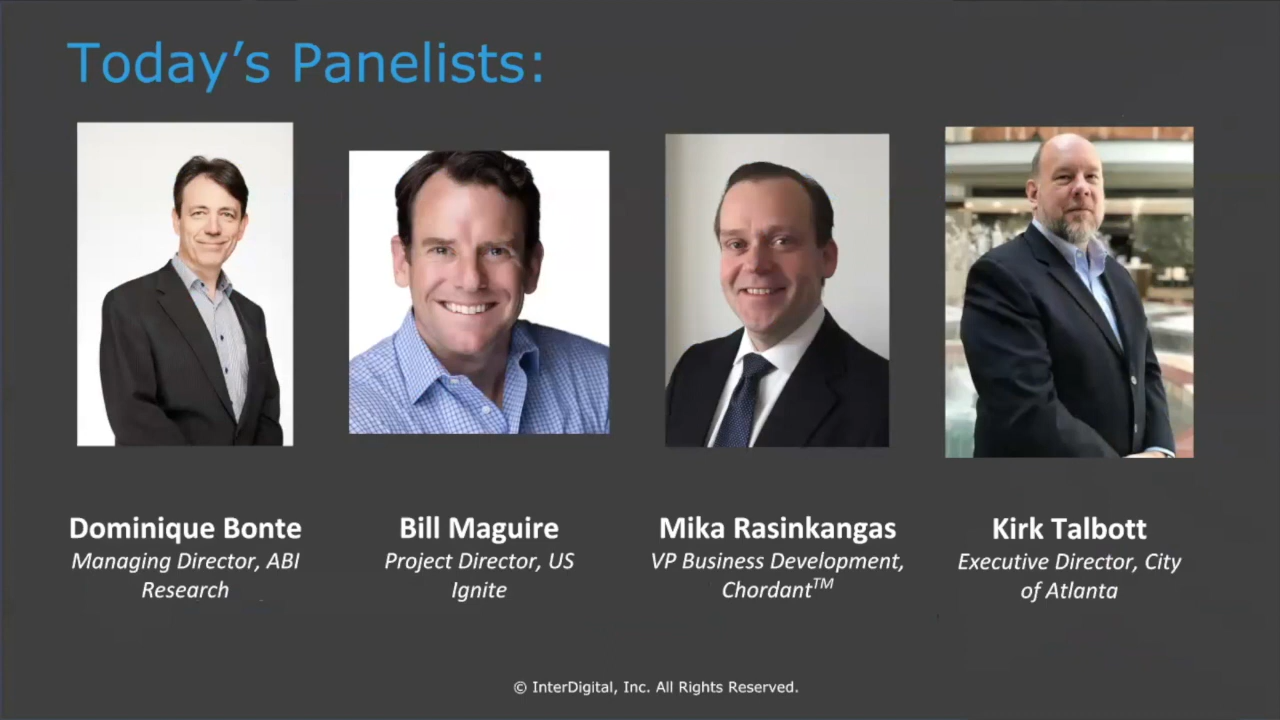 Today’s Panelists:
Dominique Bonte
Managing Director, ABI
Research
Bill Maguire
Project Director, US
Ignite
Mika Rasinkangas
VP Business Development,
Chordant™
Kirk Talbott
Executive Director, City
of Atlanta
© InterDigital, Inc. All Rights Reserved.